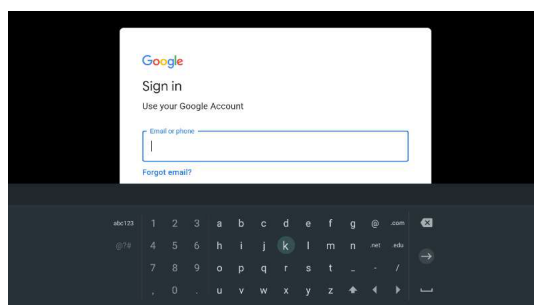 Google
Sign in
Use your Google Account
Email or phone
Forgot email?
abc123 1 2 3 a b c d e f g @ .com
@?# 4 5 6 h i j k l m n .net .edu
7 8 9 o p q r s t _ - /
, 0 . u v w x y z